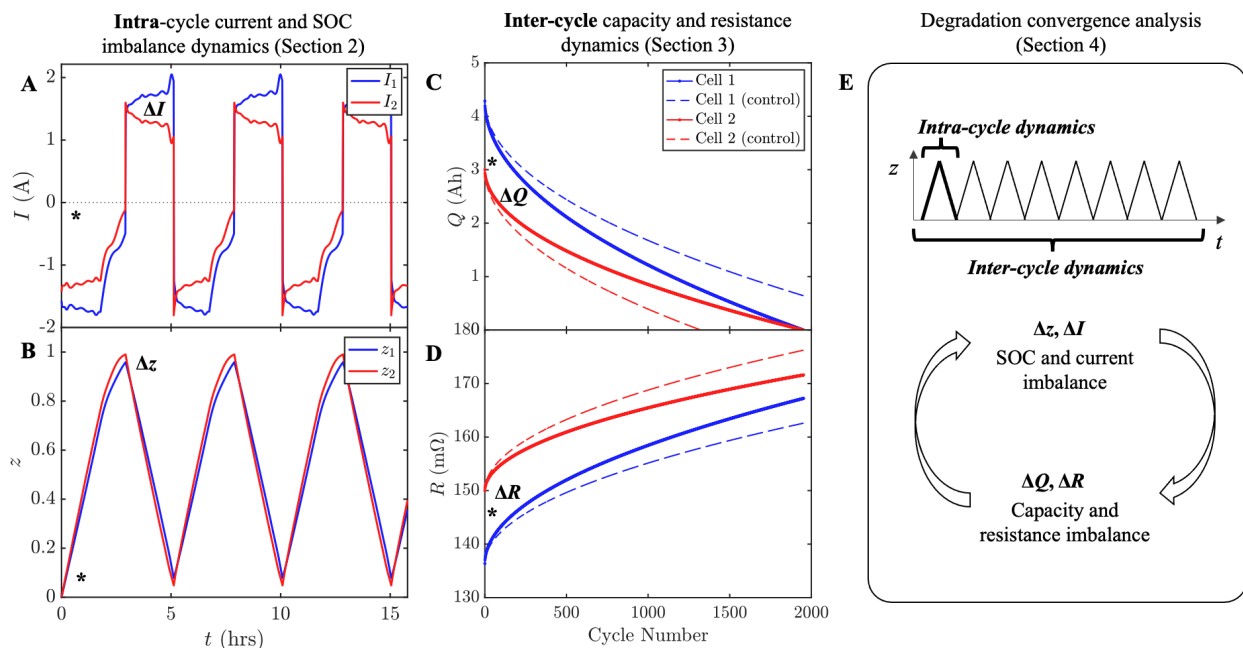 Intra-cycle current and SOC
imbalance dynamics (Section 2)
A
I (A)
2
1
0
-1
-2
I₁
I₂
ΔI
*
B
z
1
0.8
0.6
0.4
0.2
0
z₁
z₂
Δz
*
0
5
10
15
t (hrs)
Inter-cycle capacity and resistance
dynamics (Section 3)
C
Q (Ah)
5
4
3
2
1
Cell 1
Cell 1 (control)
Cell 2
Cell 2 (control)
*
ΔQ
D
R (mΩ)
180
170
160
150
140
130
ΔR
*
0
500
1000
1500
2000
Cycle Number
Degradation convergence analysis
(Section 4)
E
Intra-cycle dynamics
z
t
Inter-cycle dynamics
Δz, ΔI
SOC and current
imbalance
ΔQ, ΔR
Capacity and
resistance imbalance